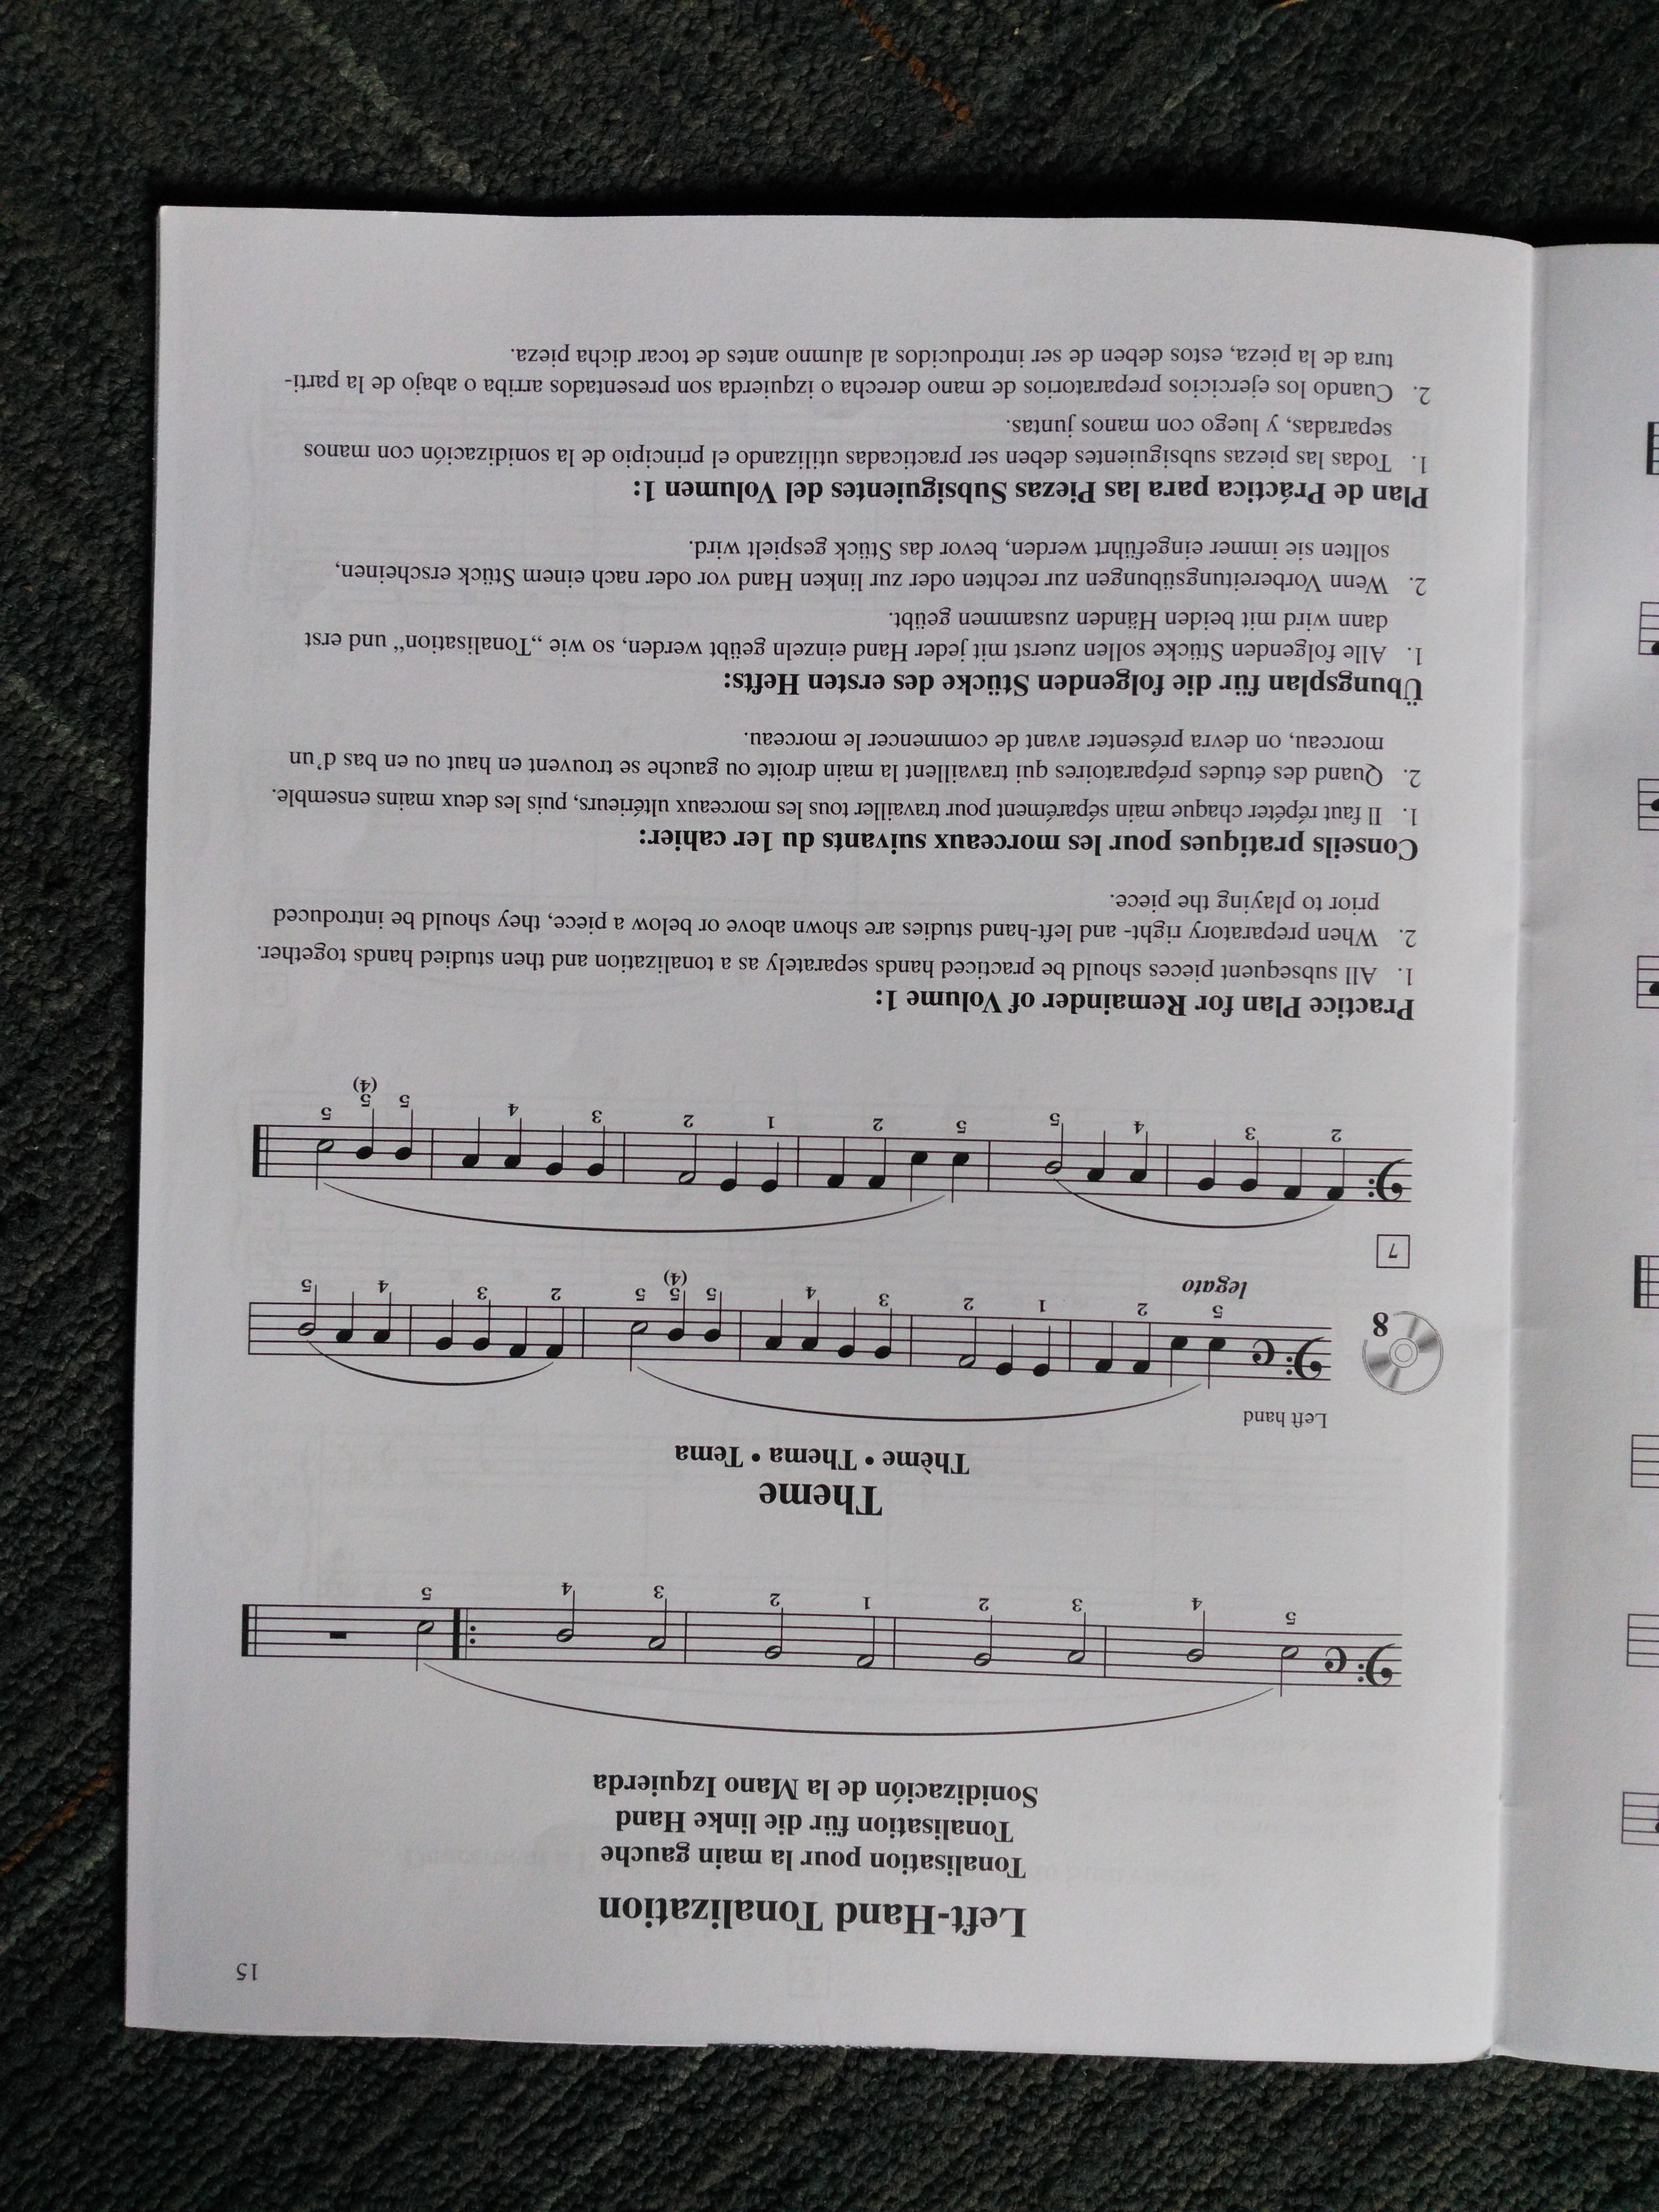 15
Left-Hand Tonalization
Tonalisation pour la main gauche
Tonalisation für die linke Hand
Sonidización de la Mano Izquierda
5 4 3 2 1 2 3 4 5
Theme
Thème • Thema • Tema
Left hand
8
5 2 1 2 3 4 5 5 5 2 3 4 5
(4)
legato
7
2 3 4 5 5 2 1 2 3 4 5 5 5
(4)
Practice Plan for Remainder of Volume 1:
1. All subsequent pieces should be practiced hands separately as a tonalization and then studied hands together.
2. When preparatory right- and left-hand studies are shown above or below a piece, they should be introduced
prior to playing the piece.
Conseils pratiques pour les morceaux suivants du 1er cahier:
1. Il faut répéter chaque main séparément pour travailler tous les morceaux ultérieurs, puis les deux mains ensemble.
2. Quand des études préparatoires qui travaillent la main droite ou gauche se trouvent en haut ou en bas d'un
morceau, on devra présenter avant de commencer le morceau.
Übungsplan für die folgenden Stücke des ersten Hefts:
1. Alle folgenden Stücke sollen zuerst mit jeder Hand einzeln geübt werden, so wie „Tonalisation“ und erst
dann wird mit beiden Händen zusammen geübt.
2. Wenn Vorbereitungsübungen zur rechten oder zur linken Hand vor oder nach einem Stück erscheinen,
sollten sie immer eingeführt werden, bevor das Stück gespielt wird.
Plan de Práctica para las Piezas Subsiguientes del Volumen 1:
1. Todas las piezas subsiguientes deben ser practicadas utilizando el principio de la sonidización con manos
separadas, y luego con manos juntas.
2. Cuando los ejercicios preparatorios de mano derecha o izquierda son presentados arriba o abajo de la parti-
tura de la pieza, estos deben de ser introducidos al alumno antes de tocar dicha pieza.